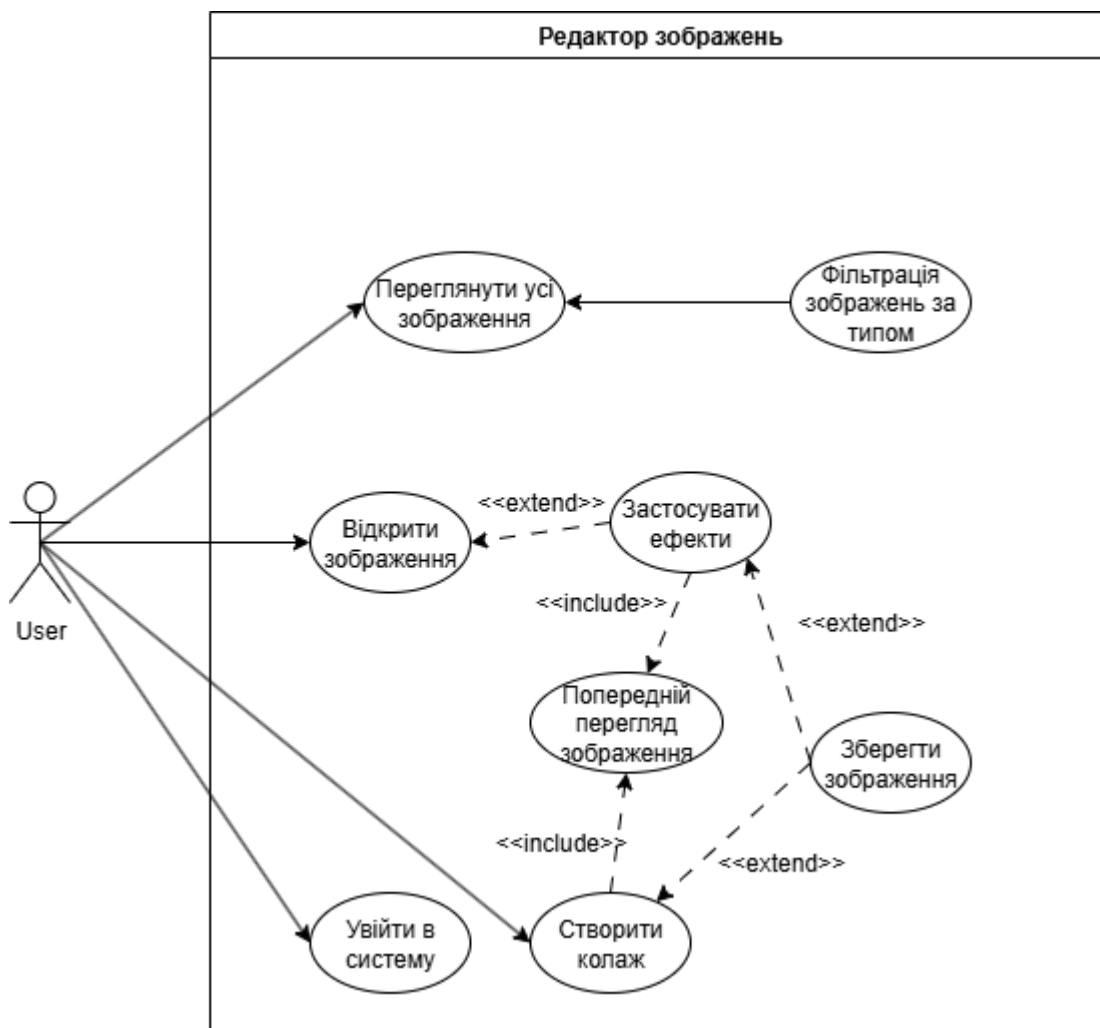 Редактор зображень
Переглянути усі
зображення
Фільтрація
зображень за
типом
<<extend>>
Відкрити
зображення
Застосувати
ефекти
<<include>>
<<extend>>
User
Попередній
перегляд
зображення
Зберегти
зображення
<<include>>
<<extend>>
Увійти в
систему
Створити
колаж